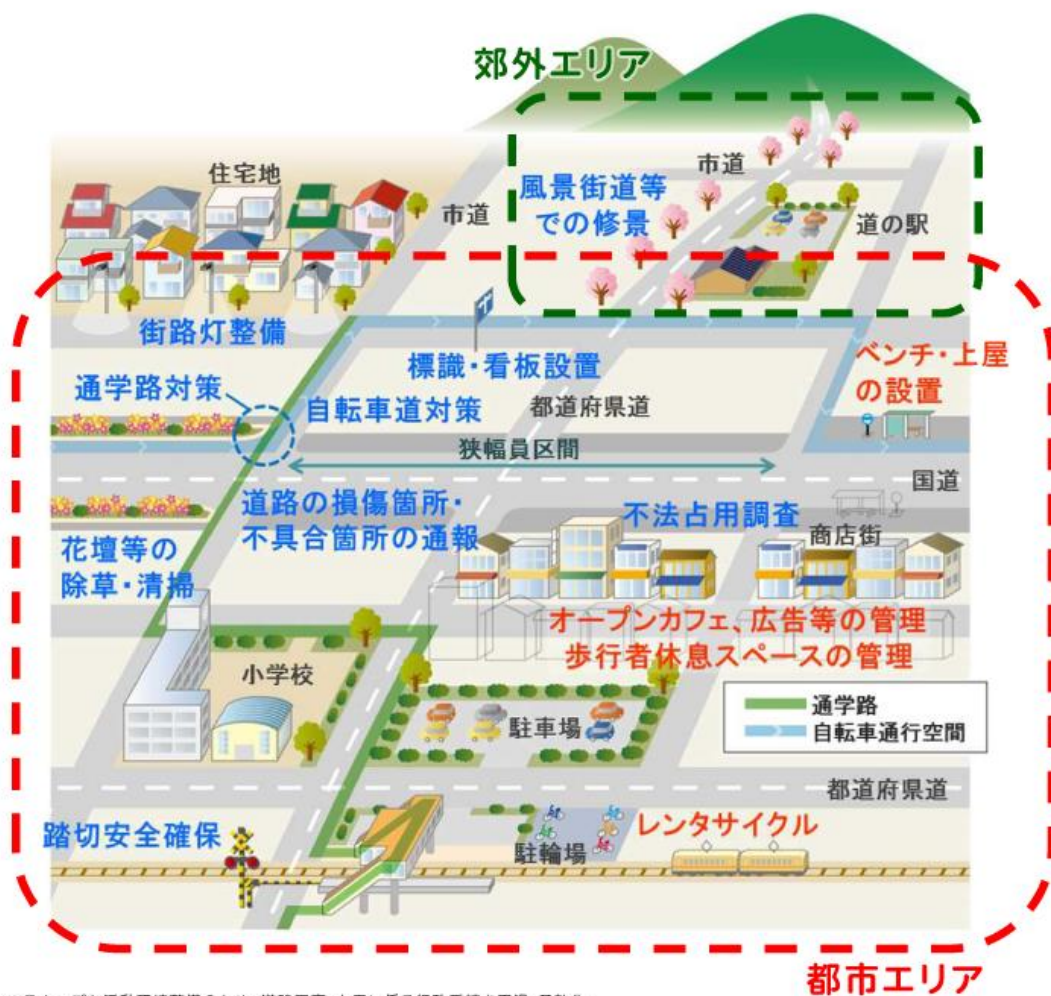 郊外エリア
住宅地
市道
市道
風景街道等
での修景
道の駅
街路灯整備
標識・看板設置
ベンチ・上屋
の設置
通学路対策
自転車道対策
都道府県道
狭幅員区間
国道
道路の損傷箇所・
不具合箇所の通報
不法占用調査
商店街
花壇等の
除草・清掃
オープンカフェ、広告等の管理
歩行者休息スペースの管理
小学校
通学路
自転車通行空間
駐車場
都道府県道
踏切安全確保
レンタサイクル
駐輪場
都市エリア